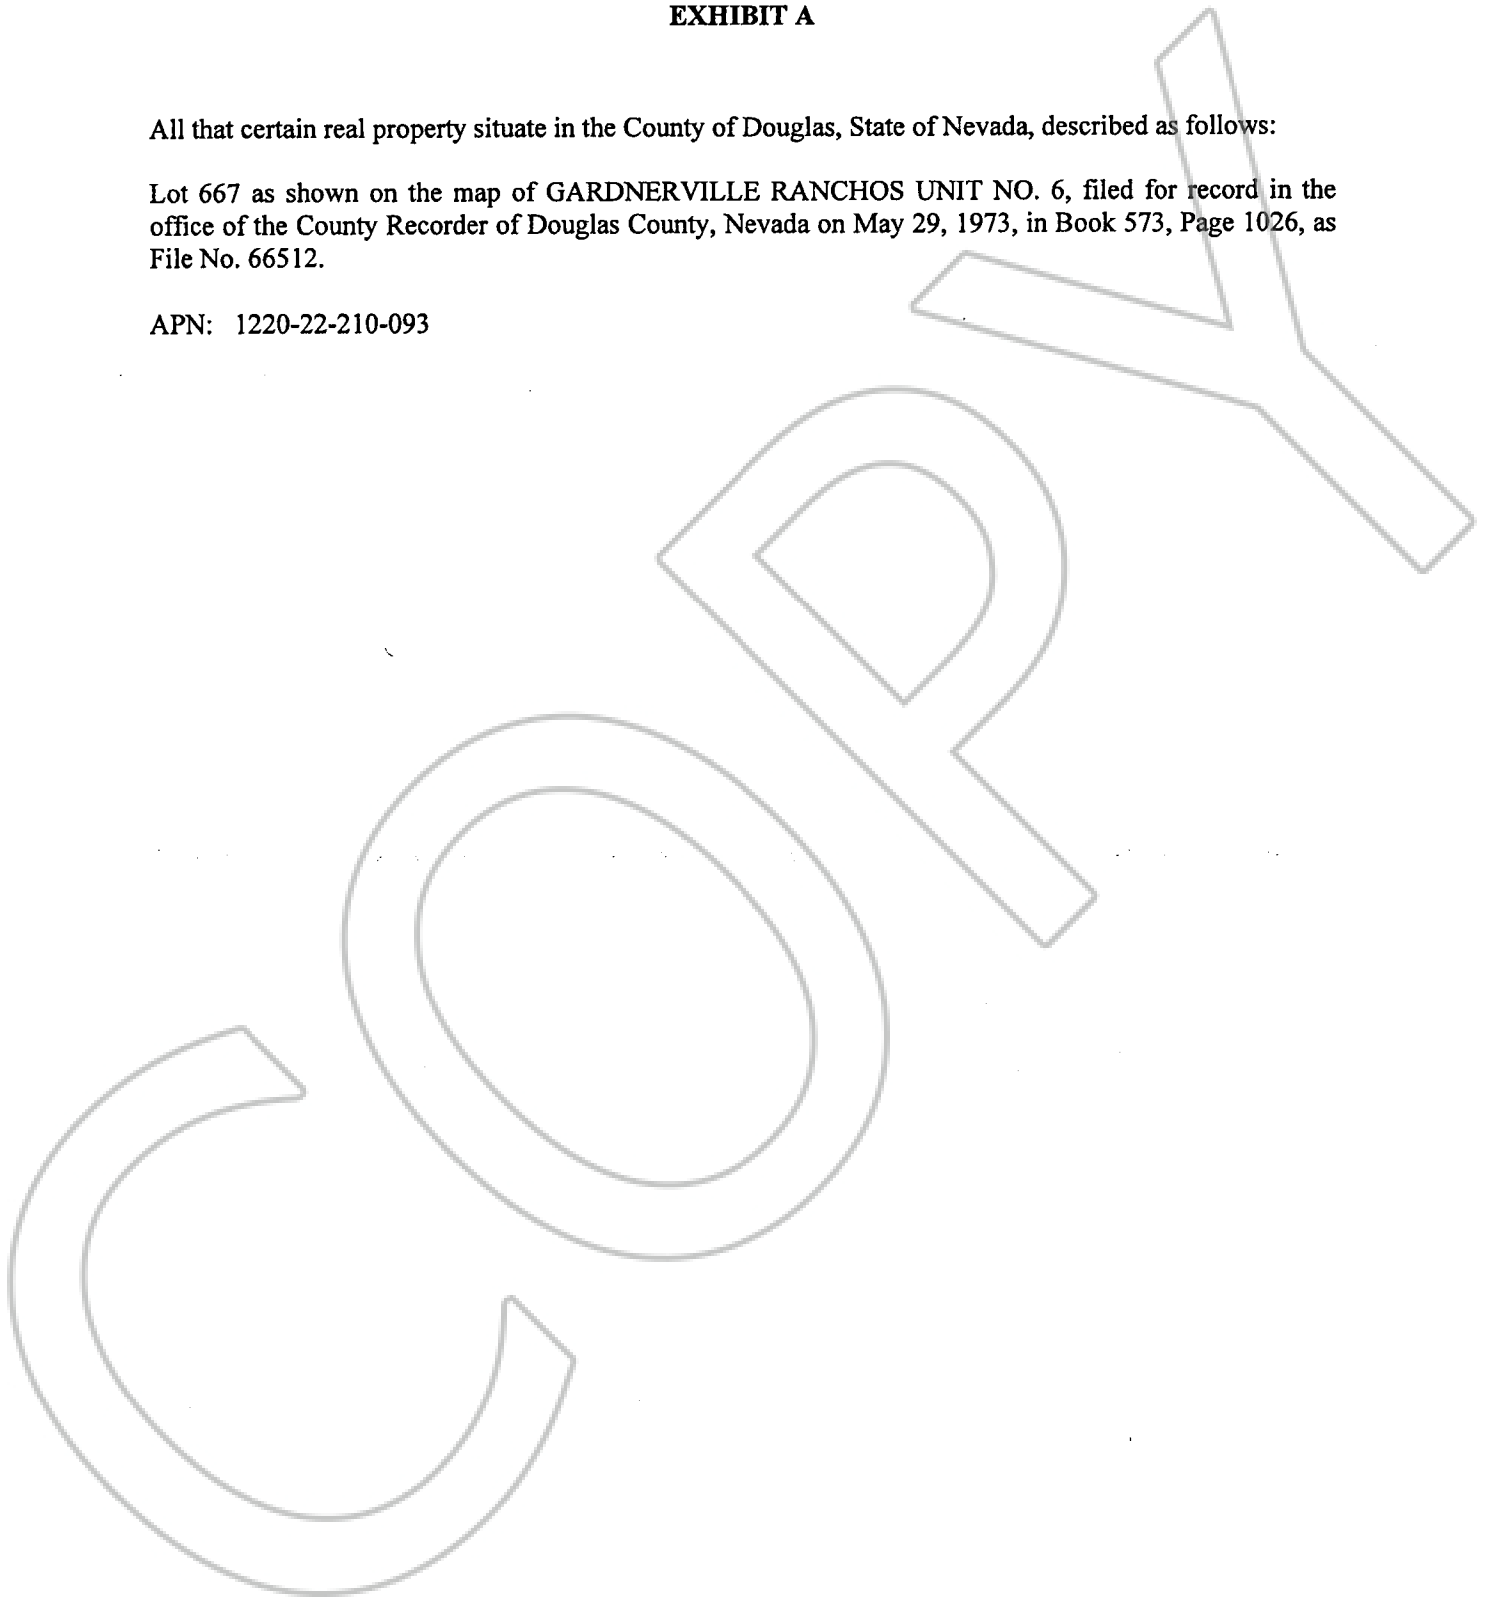 EXHIBIT A
All that certain real property situate in the County of Douglas, State of Nevada, described as follows:
Lot 667 as shown on the map of GARDNERVILLE RANCHOS UNIT NO. 6, filed for record in the
office of the County Recorder of Douglas County, Nevada on May 29, 1973, in Book 573, Page 1026, as
File No. 66512.
APN: 1220-22-210-093
COPY